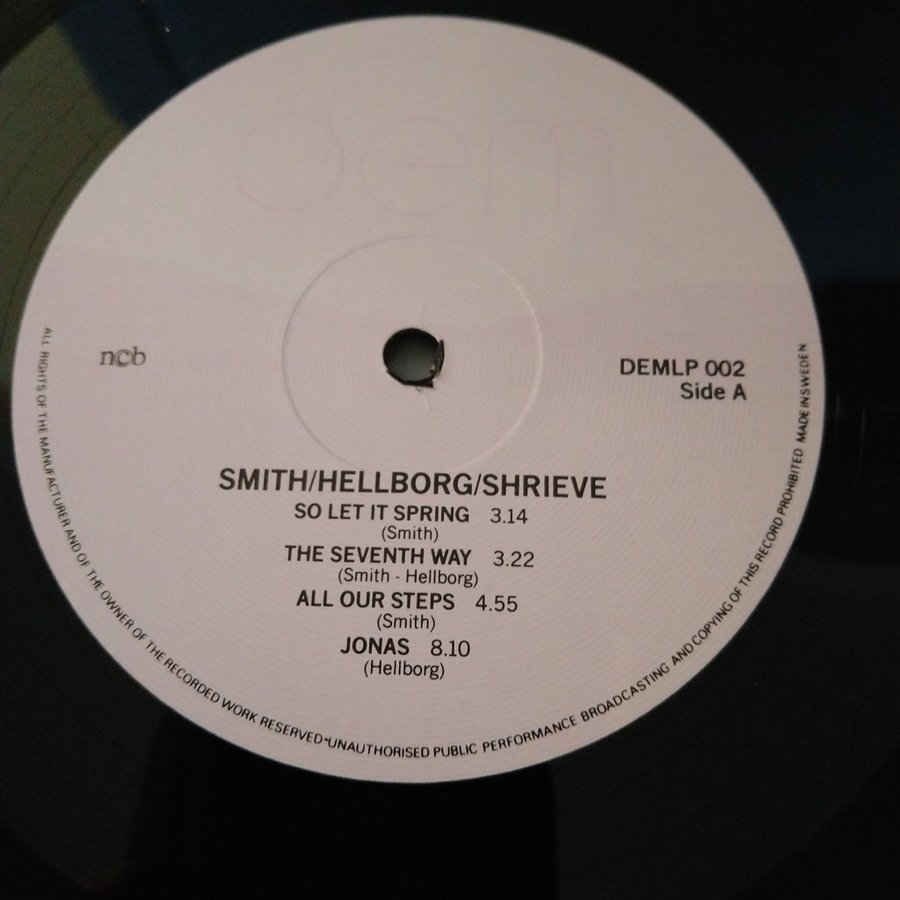 dem
ncb
DEMLP 002
Side A
SMITH/HELLBORG/SHRIEVE
SO LET IT SPRING 3.14
(Smith)
THE SEVENTH WAY 3.22
(Smith - Hellborg)
ALL OUR STEPS 4.55
(Smith)
JONAS 8.10
(Hellborg)
ALL RIGHTS OF THE MANUFACTURER AND OF THE OWNER OF THE RECORDED WORK RESERVED "UNAUTHORISED PUBLIC PERFORMANCE BROADCASTING AND COPYING OF THIS RECORD PROHIBITED MADE IN SWEDEN